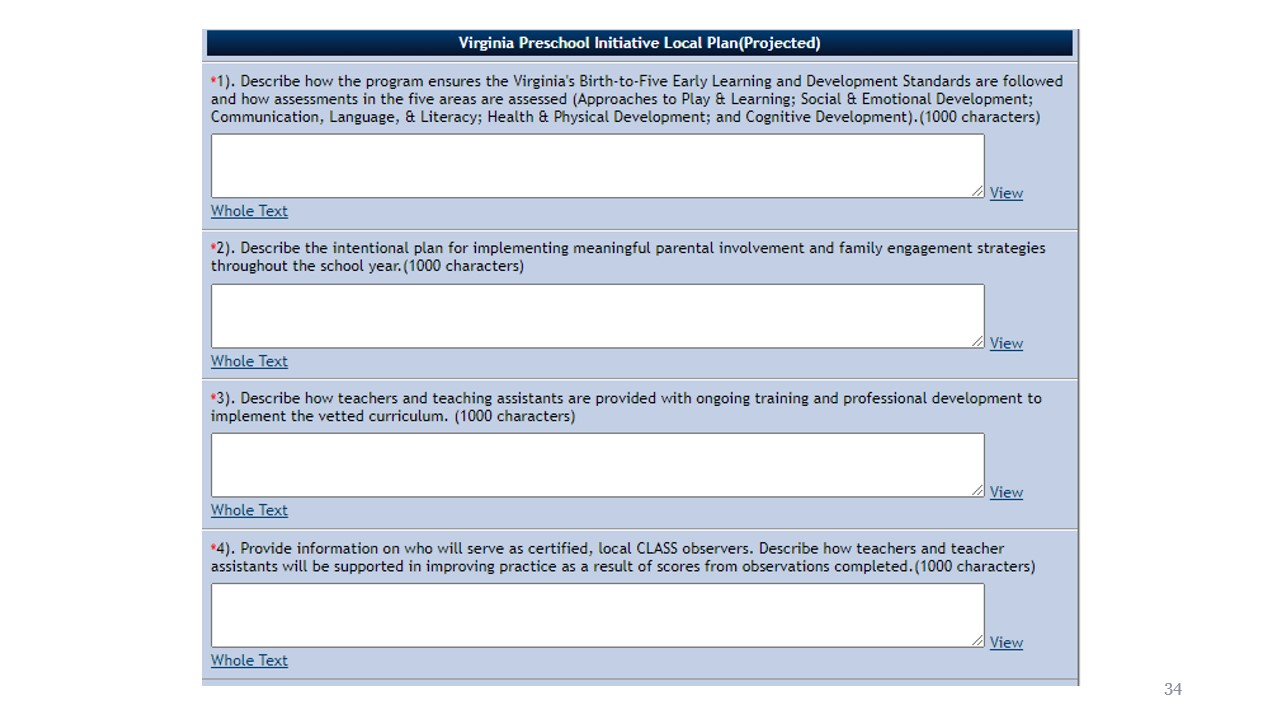 Virginia Preschool Initiative Local Plan(Projected)
*1). Describe how the program ensures the Virginia's Birth-to-Five Early Learning and Development Standards are followed
and how assessments in the five areas are assessed (Approaches to Play & Learning; Social & Emotional Development;
Communication, Language, & Literacy; Health & Physical Development; and Cognitive Development).(1000 characters)
View
Whole Text
*2). Describe the intentional plan for implementing meaningful parental involvement and family engagement strategies
throughout the school year.(1000 characters)
View
Whole Text
*3). Describe how teachers and teaching assistants are provided with ongoing training and professional development to
implement the vetted curriculum. (1000 characters)
View
Whole Text
*4). Provide information on who will serve as certified, local CLASS observers. Describe how teachers and teacher
assistants will be supported in improving practice as a result of scores from observations completed.(1000 characters)
View
Whole Text
34